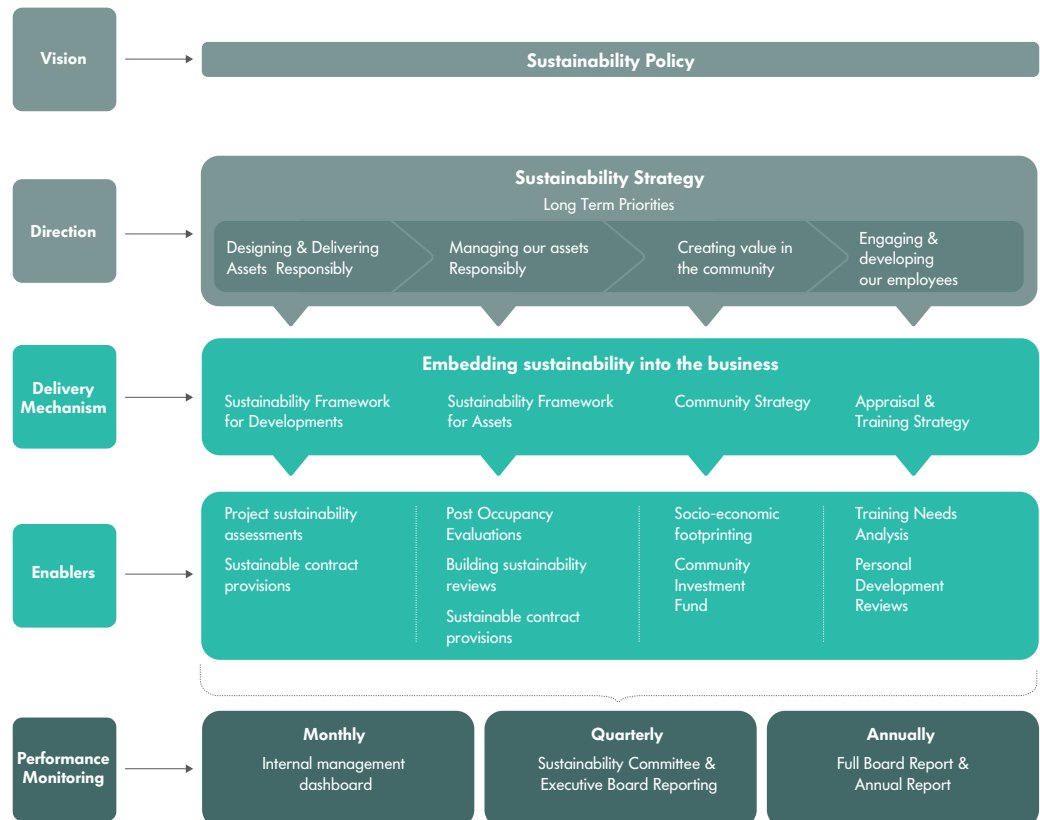 Vision
Sustainability Policy
Direction
Sustainability Strategy
Long Term Priorities
Designing & Delivering
Assets Responsibly
Managing our assets
Responsibly
Creating value in
the community
Engaging &
developing
our employees
Delivery
Mechanism
Embedding sustainability into the business
Sustainability Framework
for Developments
Sustainability Framework
for Assets
Community Strategy
Appraisal &
Training Strategy
Enablers
Project sustainability
assessments
Sustainable contract
provisions
Post Occupancy
Evaluations
Building sustainability
reviews
Sustainable contract
provisions
Socio-economic
footprinting
Community
Investment
Fund
Training Needs
Analysis
Personal
Development
Reviews
Performance
Monitoring
Monthly
Internal management
dashboard
Quarterly
Sustainability Committee &
Executive Board Reporting
Annually
Full Board Report &
Annual Report